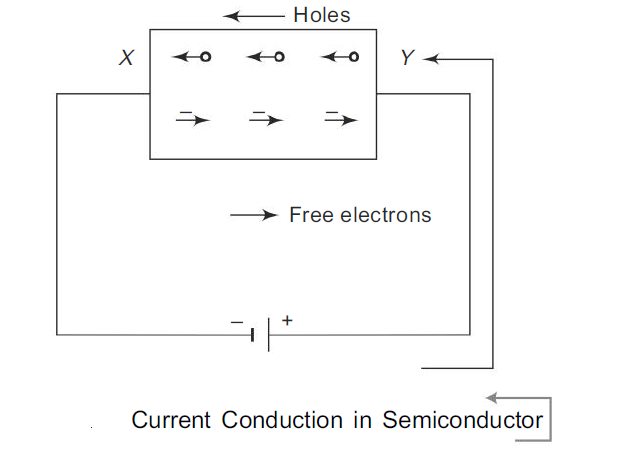 Holes
X
Y
Free electrons
− +
Current Conduction in Semiconductor